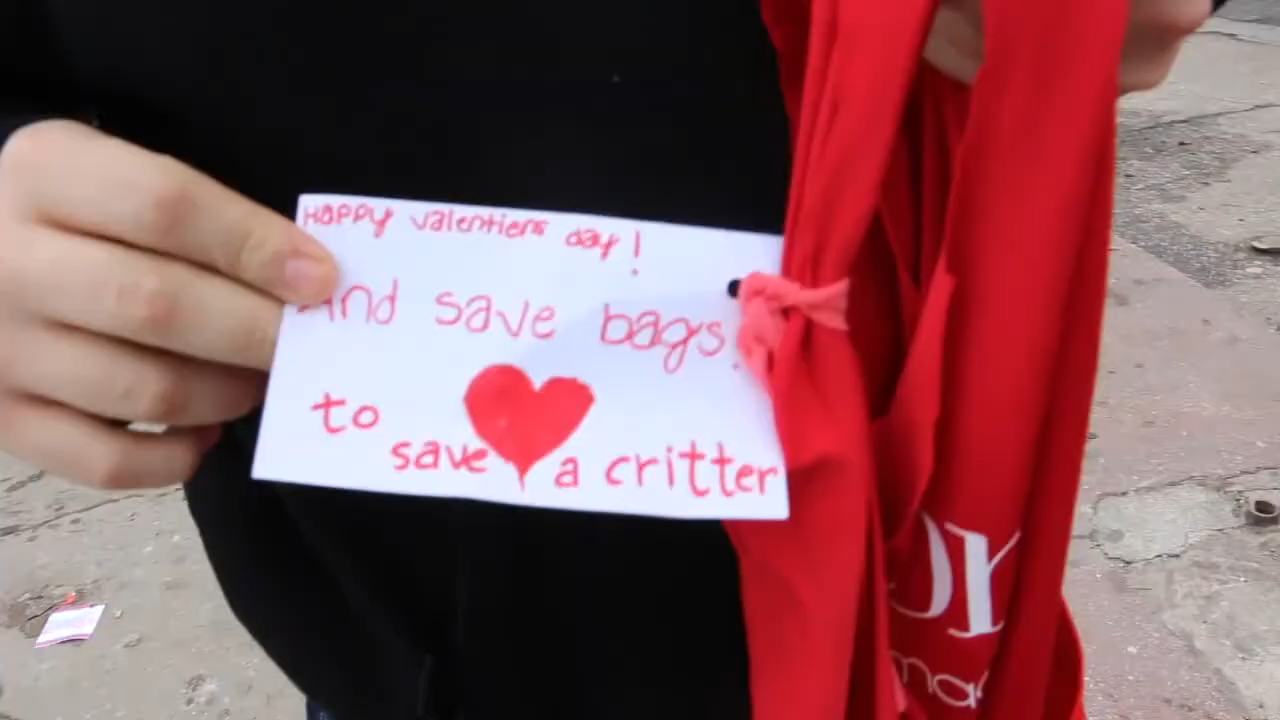 Happy valentiens day!
And save bags
to
save a critter